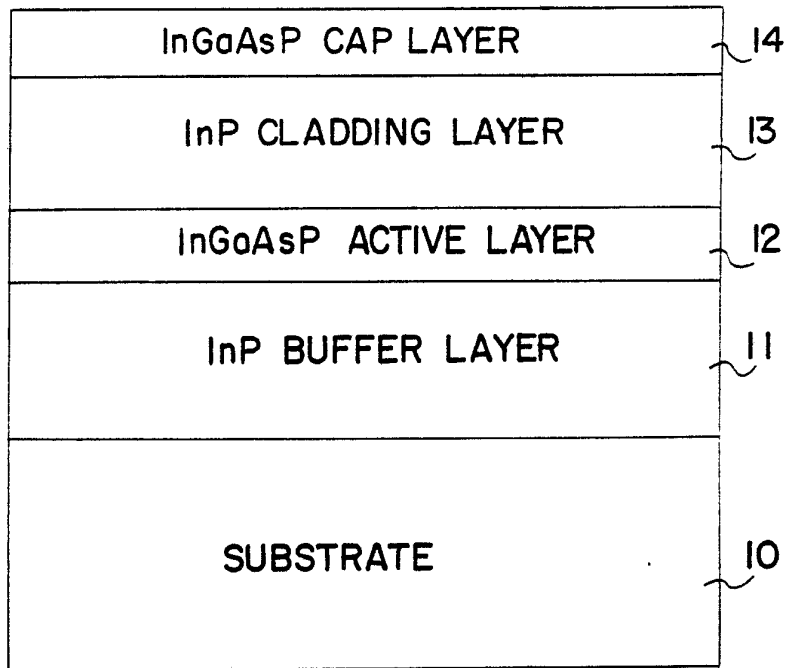 InGaAsP CAP LAYER 14
InP CLADDING LAYER 13
InGaAsP ACTIVE LAYER 12
InP BUFFER LAYER 11
SUBSTRATE 10